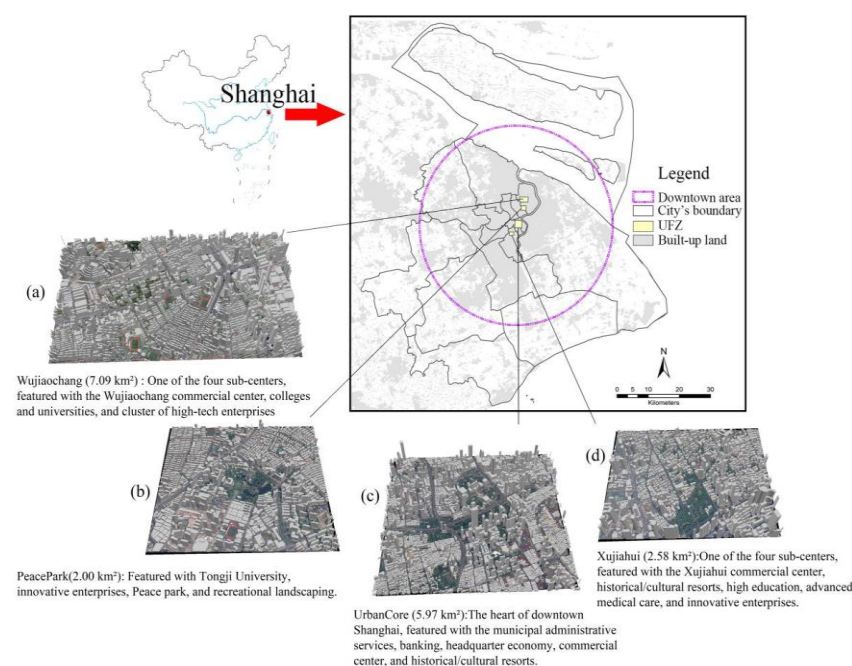 Shanghai
Legend
Downtown area
City's boundary
UFZ
Built-up land
N
0 5 10 20 30
Kilometers
(a)
Wujiaochang (7.09 km²) : One of the four sub-centers,
featured with the Wujiaochang commercial center, colleges
and universities, and cluster of high-tech enterprises
(b)
PeacePark(2.00 km²): Featured with Tongji University,
innovative enterprises, Peace park, and recreational landscaping.
(c)
UrbanCore (5.97 km²):The heart of downtown
Shanghai, featured with the municipal administrative
services, banking, headquarter economy, commercial
center, and historical/cultural resorts.
(d)
Xujiahui (2.58 km²):One of the four sub-centers,
featured with the Xujiahui commercial center,
historical/cultural resorts, high education, advanced
medical care, and innovative enterprises.